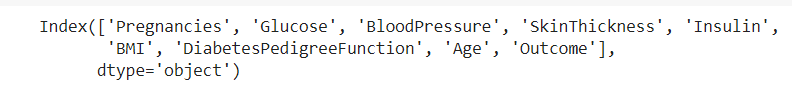 Index(['Pregnancies', 'Glucose', 'BloodPressure', 'SkinThickness', 'Insulin',
'BMI', 'DiabetesPedigreeFunction', 'Age', 'Outcome'],
dtype='object')